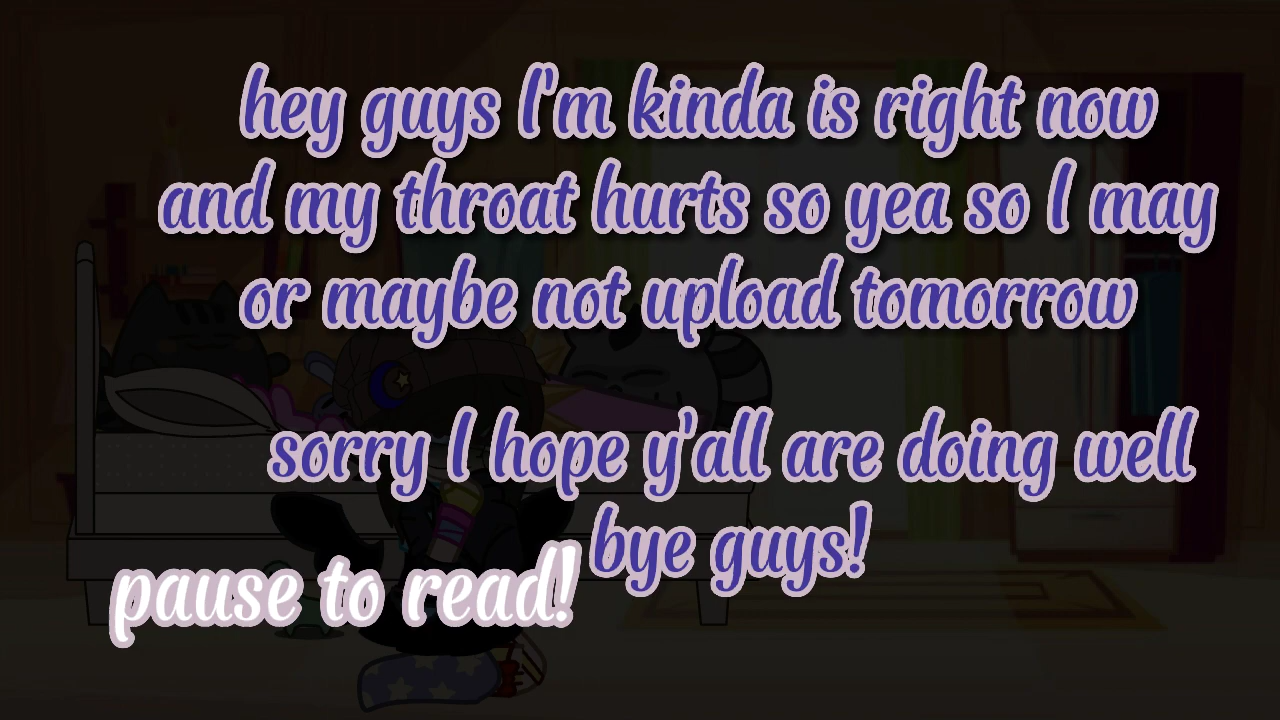 hey guys I'm kinda is right now
and my throat hurts so yea so I may
or maybe not upload tomorrow
sorry I hope y'all are doing well
bye guys!
pause to read!